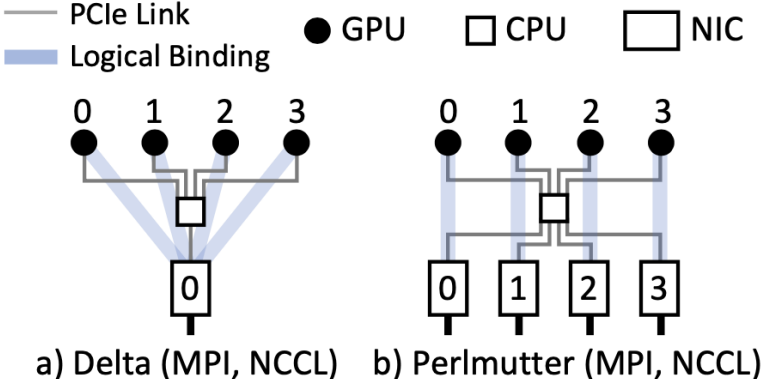 PCIe Link
GPU
CPU
NIC
Logical Binding
0 1 2 3
0 1 2 3
0
0 1 2 3
a) Delta (MPI, NCCL)
b) Perlmutter (MPI, NCCL)